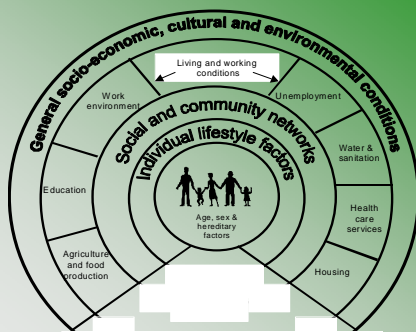 General socio-economic, cultural and environmental conditions
Living and working
conditions
Work
environment
Unemployment
Social and community networks
Individual lifestyle factors
Water &
sanitation
Education
Health
care
services
Age, sex &
hereditary
factors
Agriculture
and food
production
Housing